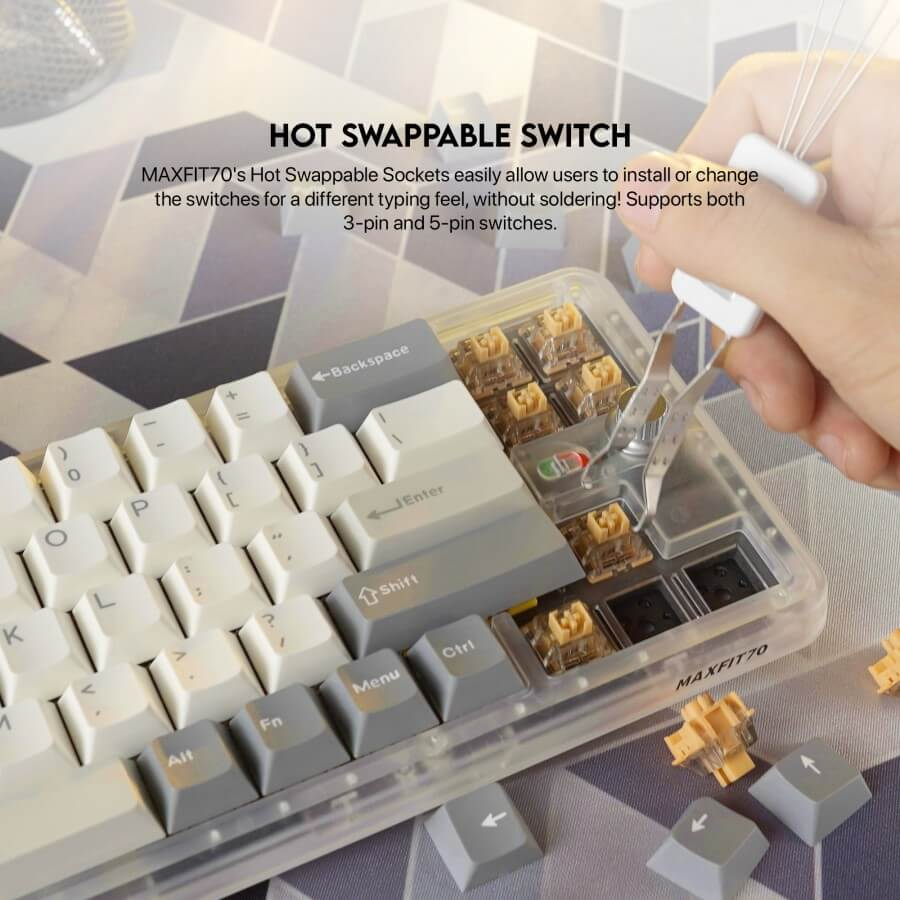 HOT SWAPPABLE SWITCH
MAXFIT70's Hot Swappable Sockets easily allow users to install or change
the switches for a different typing feel, without soldering! Supports both
3-pin and 5-pin switches.
←Backspace
+
=
|
\
_
-
)
0
}
]
{
[
P
O
←Enter
"
'
:
;
L
K
⇧Shift
?
/
>
.
<
,
M
Ctrl
Menu
Fn
Alt
MAXFIT70
←
↑
←